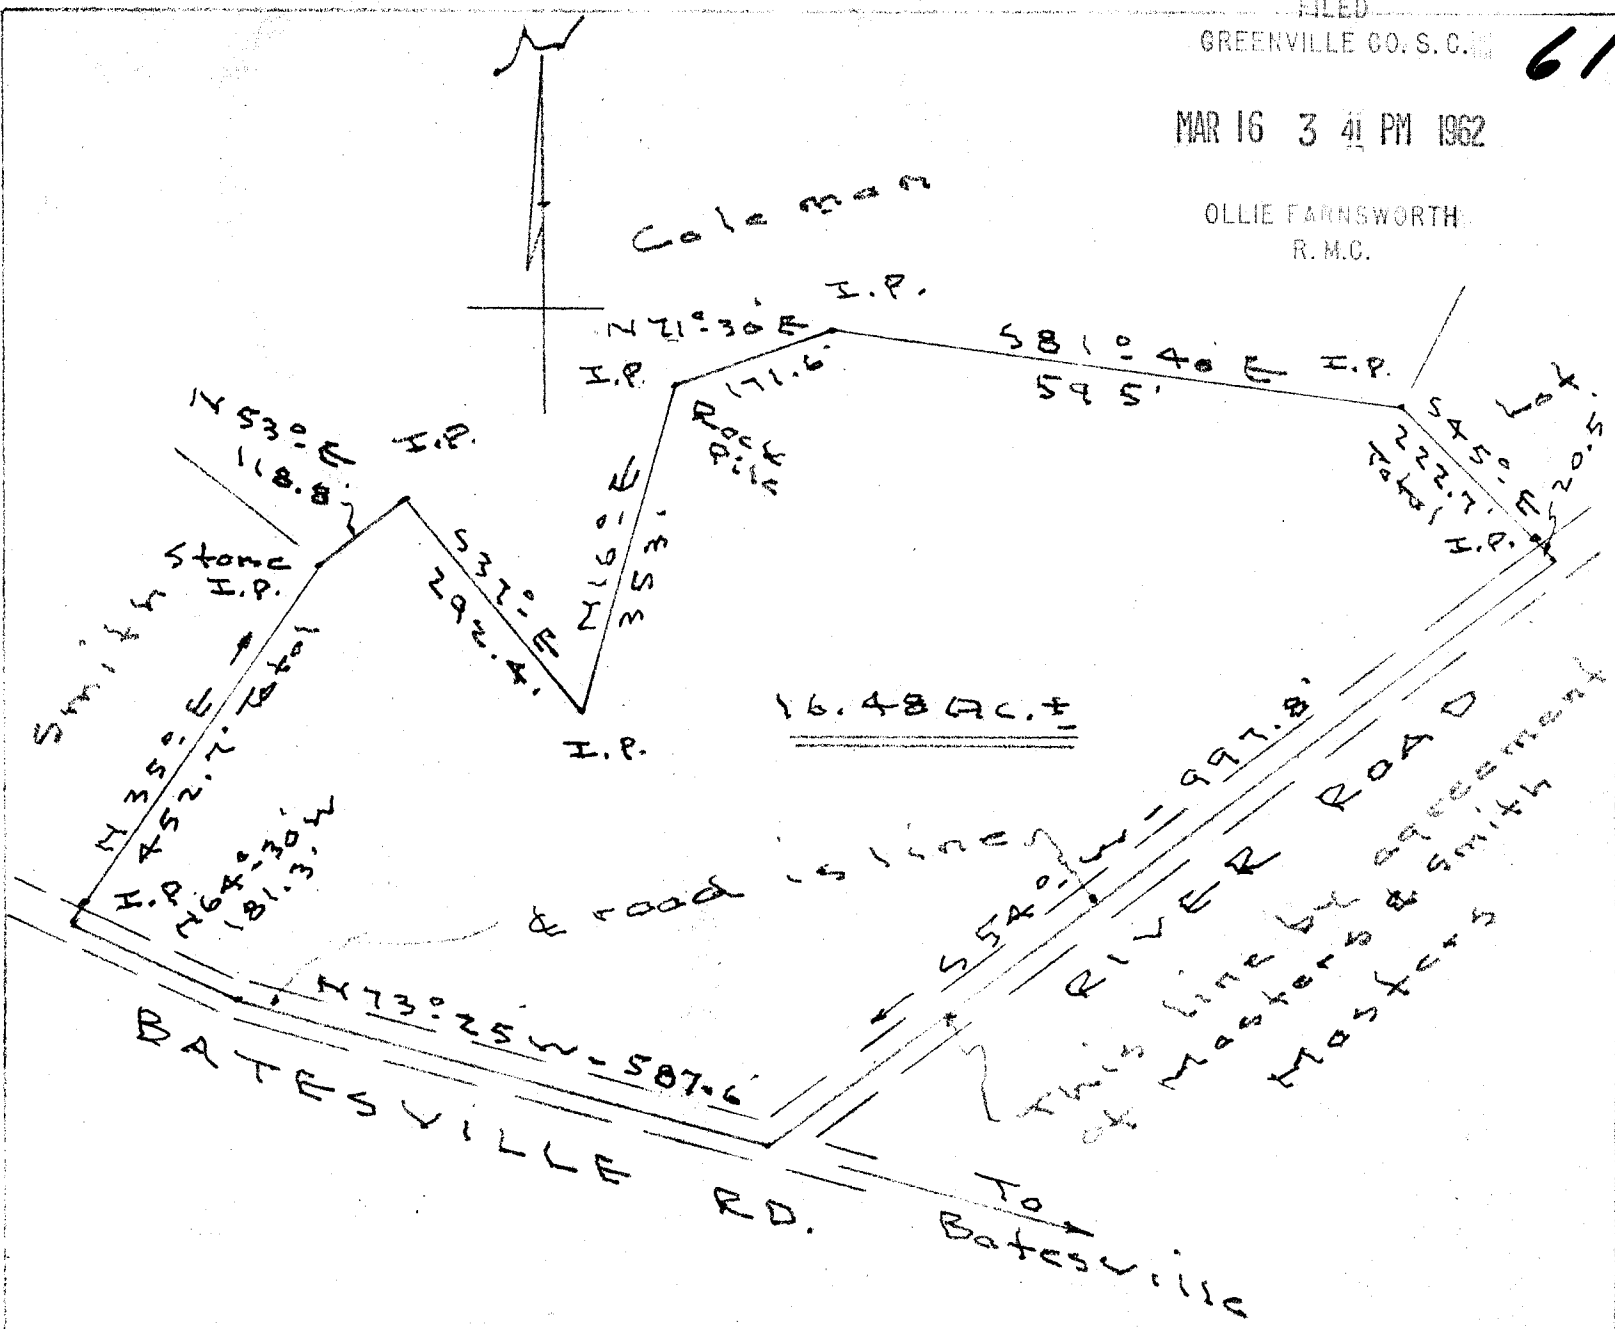 FILED
GREENVILLE CO. S. C.
61
MAR 16 3 41 PM 1962
OLLIE FARNSWORTH
R. M.C.
N
Coleman
I.P.
N 71°-30' E
171.6'
I.P.
Rock
Pile
S 81°-40' E
595'
I.P.
Lot
S 45° E
222.7'
Total
20.5
I.P.
N 53° E
118.8'
I.P.
Stone
I.P.
Smith
S 37° E
292.4'
N 16° E
353'
I.P.
N 35° E
452.2' total
16.48 Ac. ±
I.P.
N 64°-30' W
181.3'
¢ road is line
S 54° W - 997.8'
RIVER ROAD
N 73°-25' W - 587.6'
BATESVILLE RD.
This line by agreement
of Masters & Smith
Masters
To
Batesville